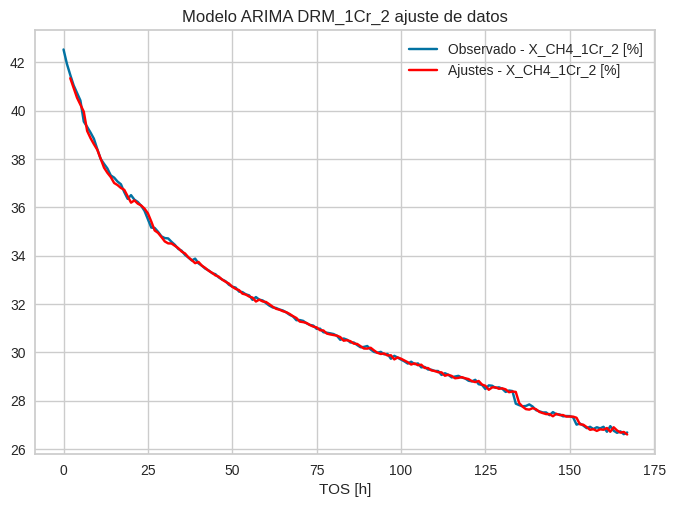 Modelo ARIMA DRM_1Cr_2 ajuste de datos
Observado - X_CH4_1Cr_2 [%]
Ajustes - X_CH4_1Cr_2 [%]
42
40
38
36
34
32
30
28
26
0 25 50 75 100 125 150 175
TOS [h]